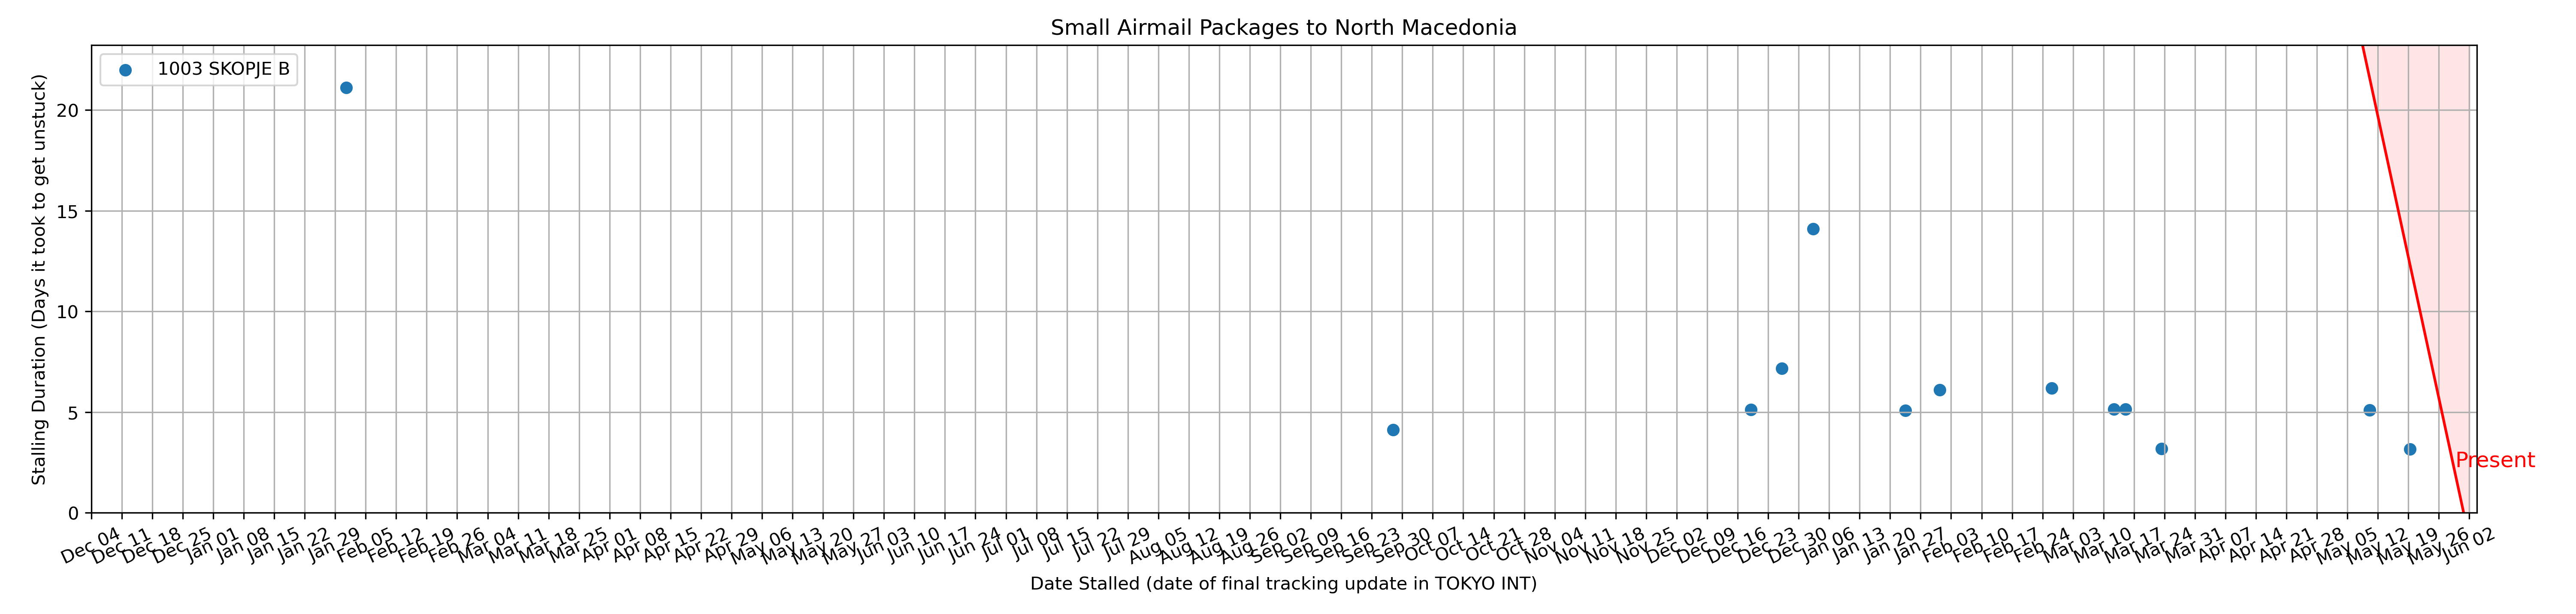 Small Airmail Packages to North Macedonia
1003 SKOPJE B
Stalling Duration (Days it took to get unstuck)
20
15
10
5
0
Present
Dec 04
Dec 11
Dec 18
Dec 25
Jan 01
Jan 08
Jan 15
Jan 22
Jan 29
Feb 05
Feb 12
Feb 19
Feb 26
Mar 04
Mar 11
Mar 18
Mar 25
Apr 01
Apr 08
Apr 15
Apr 22
Apr 29
May 06
May 13
May 20
May 27
Jun 03
Jun 10
Jun 17
Jun 24
Jul 01
Jul 08
Jul 15
Jul 22
Jul 29
Aug 05
Aug 12
Aug 19
Aug 26
Sep 02
Sep 09
Sep 16
Sep 23
Sep 30
Oct 07
Oct 14
Oct 21
Oct 28
Nov 04
Nov 11
Nov 18
Nov 25
Dec 02
Dec 09
Dec 16
Dec 23
Dec 30
Jan 06
Jan 13
Jan 20
Jan 27
Feb 03
Feb 10
Feb 17
Feb 24
Mar 03
Mar 10
Mar 17
Mar 24
Mar 31
Apr 07
Apr 14
Apr 21
Apr 28
May 05
May 12
May 19
May 26
Jun 02
Date Stalled (date of final tracking update in TOKYO INT)